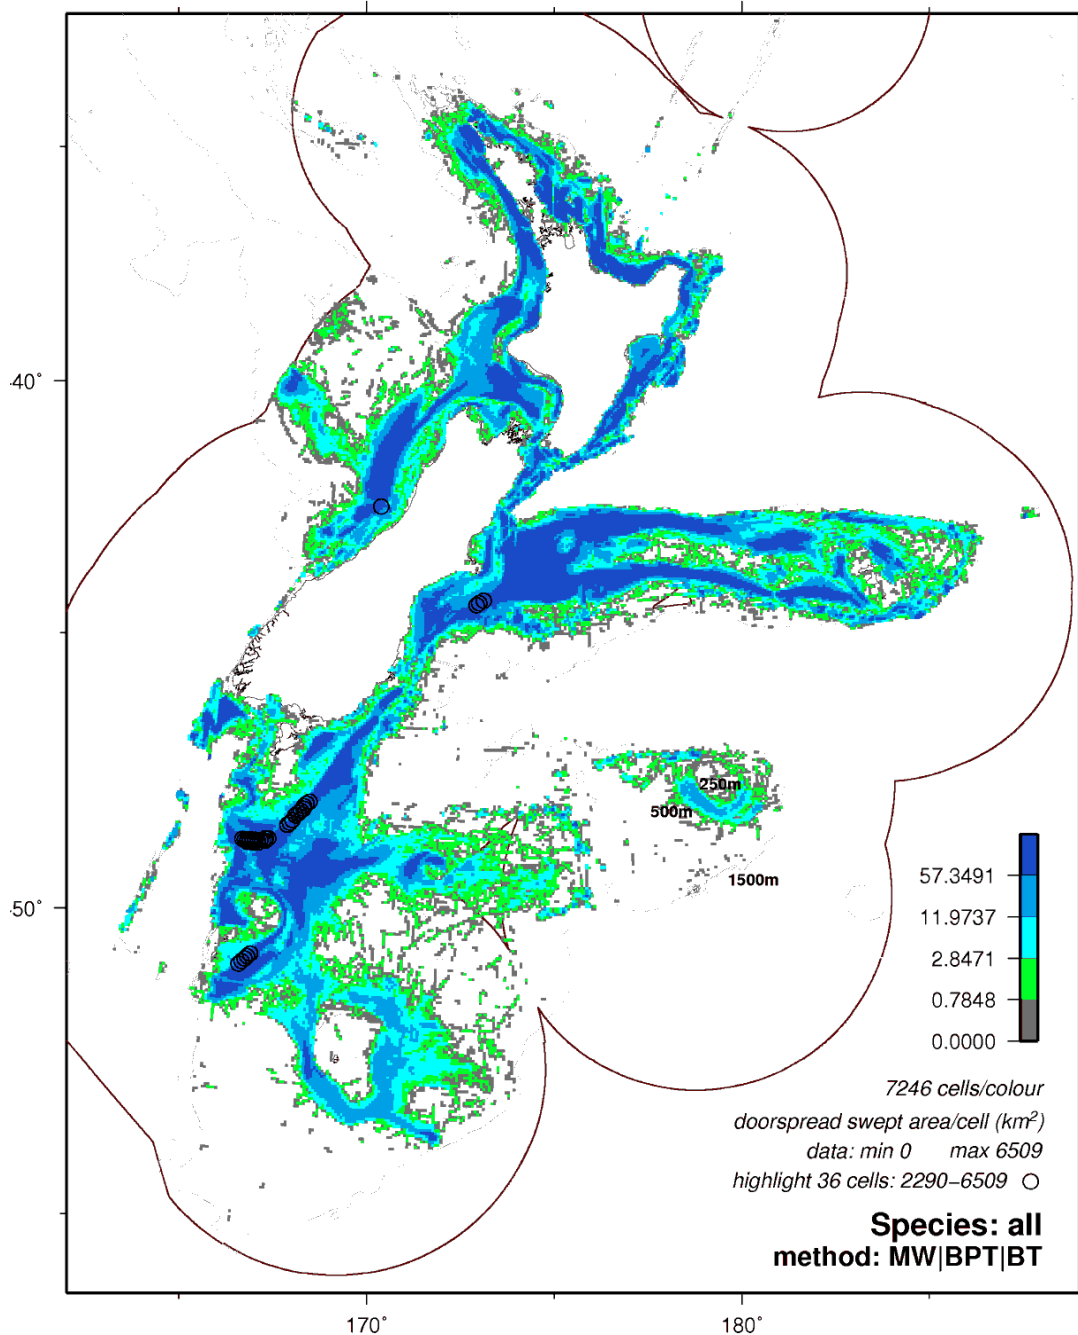 40°
250m
500m
1500m
50°
57.3491
11.9737
2.8471
0.7848
0.0000
7246 cells/colour
doorspread swept area/cell (km²)
data: min 0 max 6509
highlight 36 cells: 2290–6509
Species: all
method: MW|BPT|BT
170°
180°